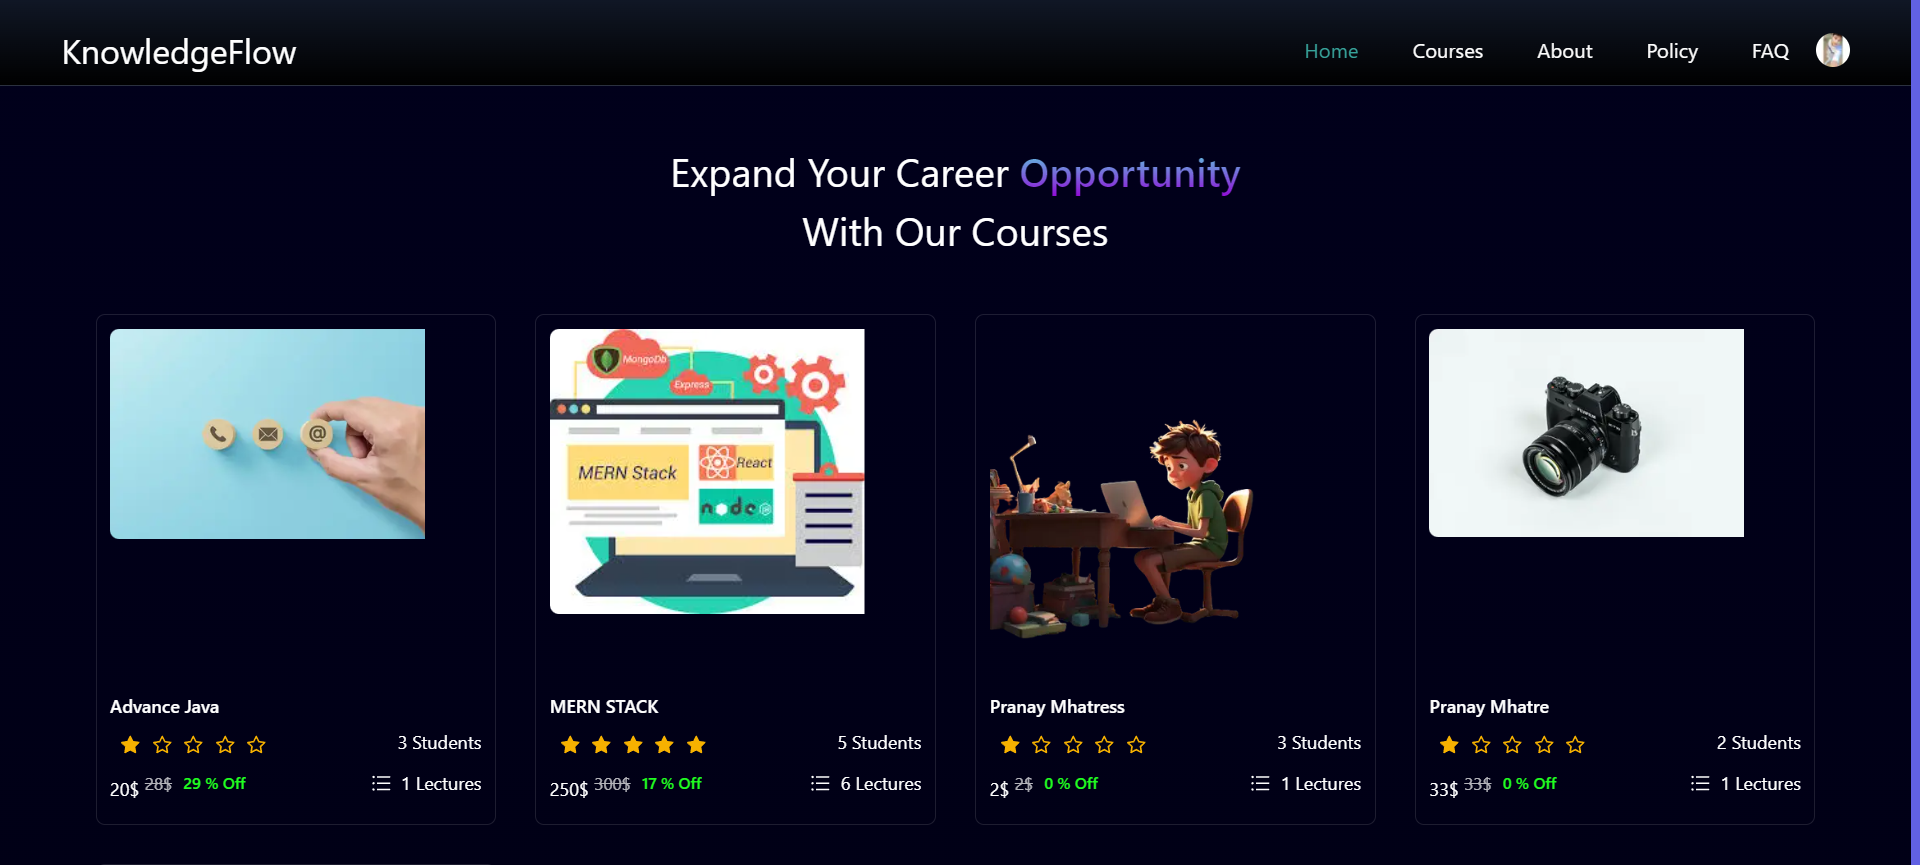 KnowledgeFlow
Home Courses About Policy FAQ
Expand Your Career Opportunity
With Our Courses
@
MongoDb
Express
MERN Stack
React
node
Advance Java
3 Students
20$ 28$ 29 % Off
1 Lectures
MERN STACK
5 Students
250$ 300$ 17 % Off
6 Lectures
Pranay Mhatress
3 Students
2$ 2$ 0 % Off
1 Lectures
Pranay Mhatre
2 Students
33$ 33$ 0 % Off
1 Lectures